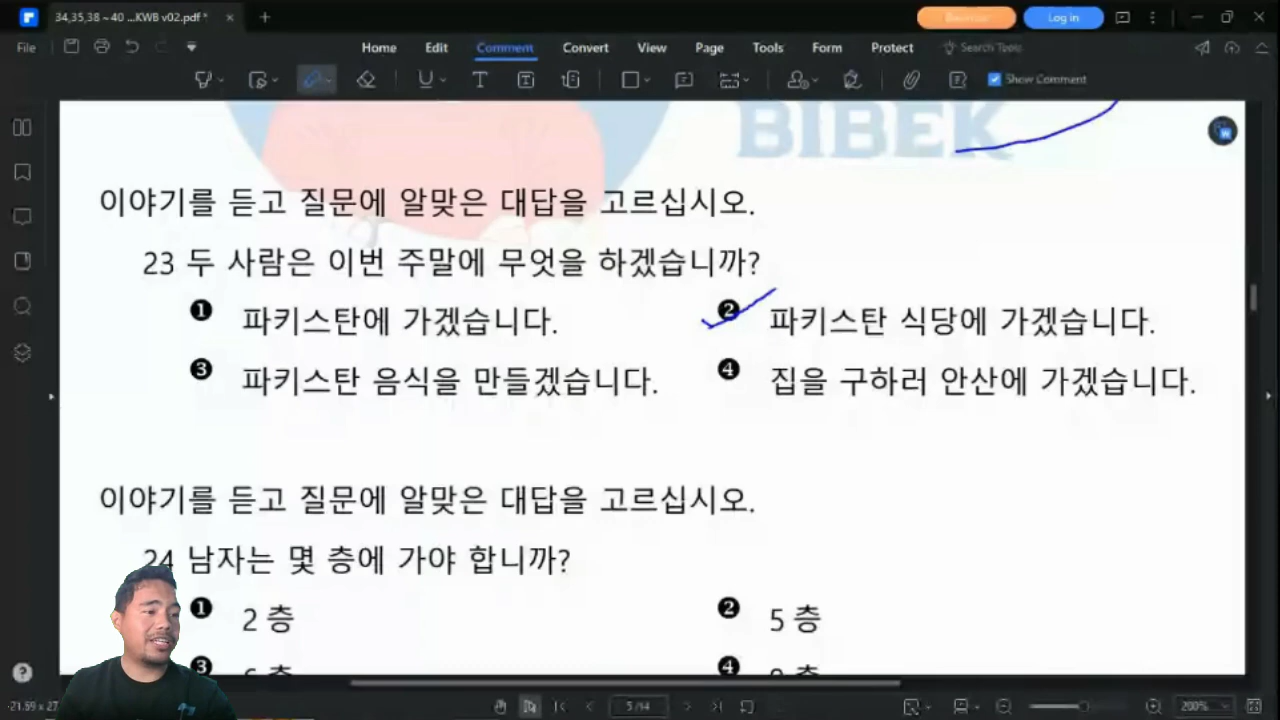 34,35,38 ~ 40 ...KWB v02.pdf *
Log in
File
Home Edit Comment Convert View Page Tools Form Protect Search Tools
Show Comment
BIBEK
이야기를 듣고 질문에 알맞은 대답을 고르십시오.
23 두 사람은 이번 주말에 무엇을 하겠습니까?
❶ 파키스탄에 가겠습니다.
❷ 파키스탄 식당에 가겠습니다.
❸ 파키스탄 음식을 만들겠습니다.
❹ 집을 구하러 안산에 가겠습니다.
이야기를 듣고 질문에 알맞은 대답을 고르십시오.
24 남자는 몇 층에 가야 합니까?
❶ 2 층
❷ 5 층
❸
❹
5 /14
200%